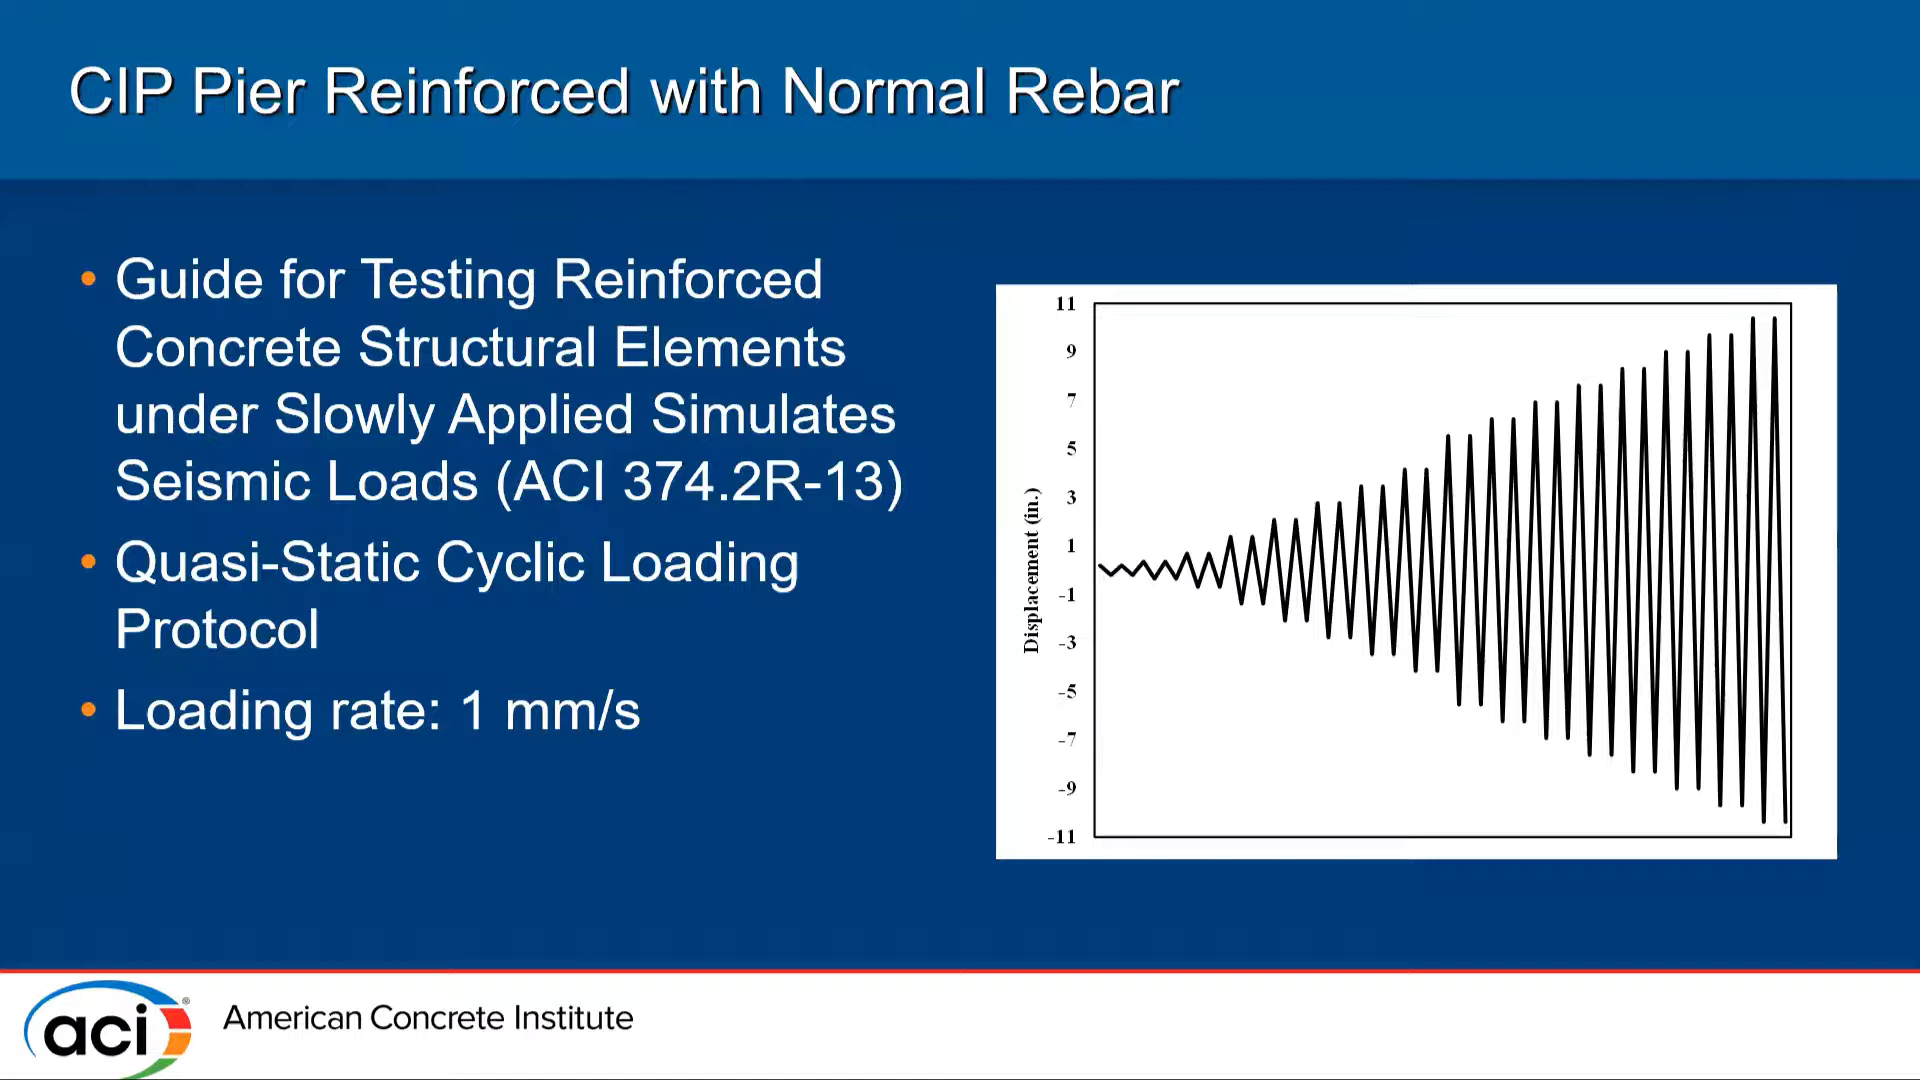 CIP Pier Reinforced with Normal Rebar
• Guide for Testing Reinforced
Concrete Structural Elements
under Slowly Applied Simulates
Seismic Loads (ACI 374.2R-13)
• Quasi-Static Cyclic Loading
Protocol
• Loading rate: 1 mm/s
Displacement (in.)
11
9
7
5
3
1
-1
-3
-5
-7
-9
-11
aci®
American Concrete Institute